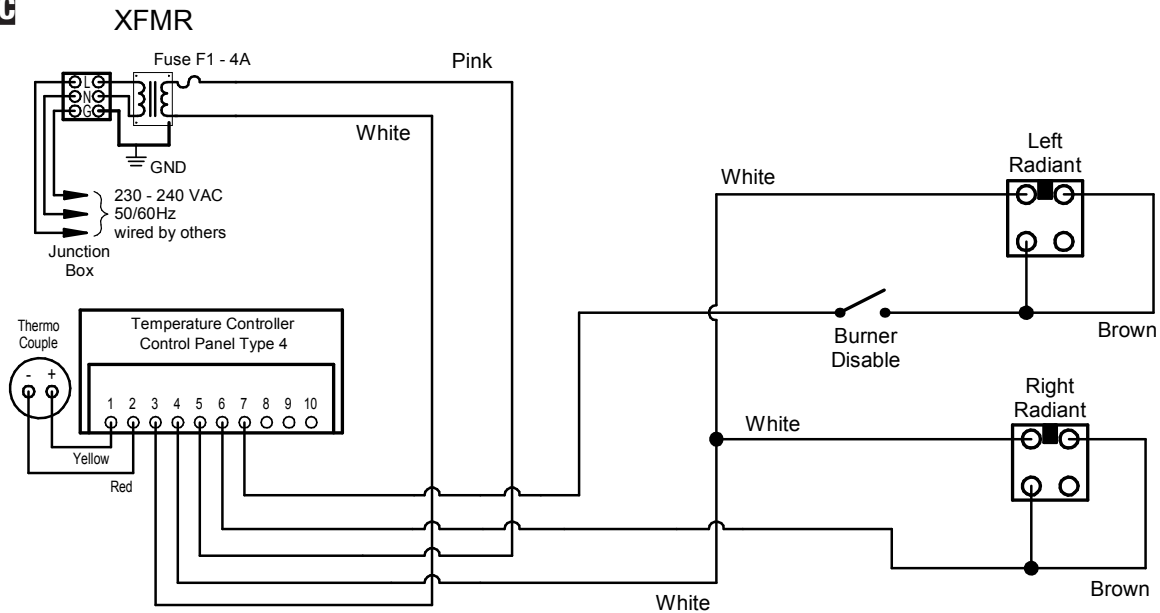 C
XFMR
Fuse F1 - 4A
Pink
L
N
G
White
GND
230 - 240 VAC
50/60Hz
wired by others
Junction
Box
Left
Radiant
White
Thermo
Couple
- +
Temperature Controller
Control Panel Type 4
1 2 3 4 5 6 7 8 9 10
Yellow
Red
Burner
Disable
Brown
Right
Radiant
White
Brown
White